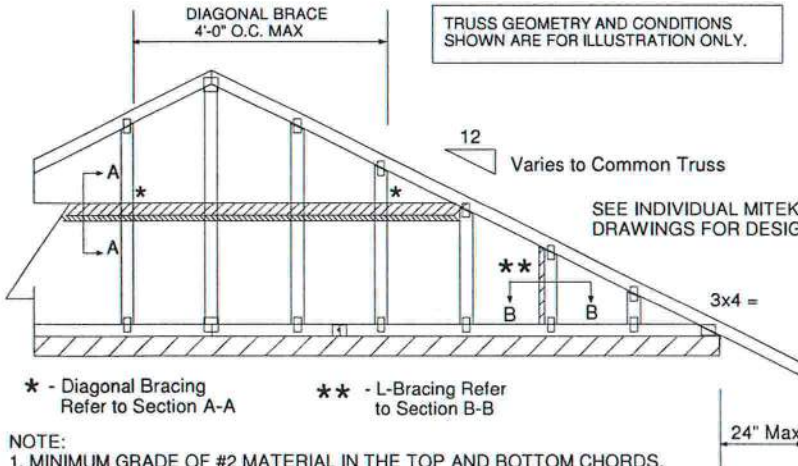 DIAGONAL BRACE
4'-0" O.C. MAX
TRUSS GEOMETRY AND CONDITIONS
SHOWN ARE FOR ILLUSTRATION ONLY.
12
Varies to Common Truss
A
*
*
A
SEE INDIVIDUAL MITEK
DRAWINGS FOR DESIG
**
B
B
3x4 =
* - Diagonal Bracing
Refer to Section A-A
** - L-Bracing Refer
to Section B-B
24" Max
NOTE:
1. MINIMUM GRADE OF #2 MATERIAL IN THE TOP AND BOTTOM CHORDS.